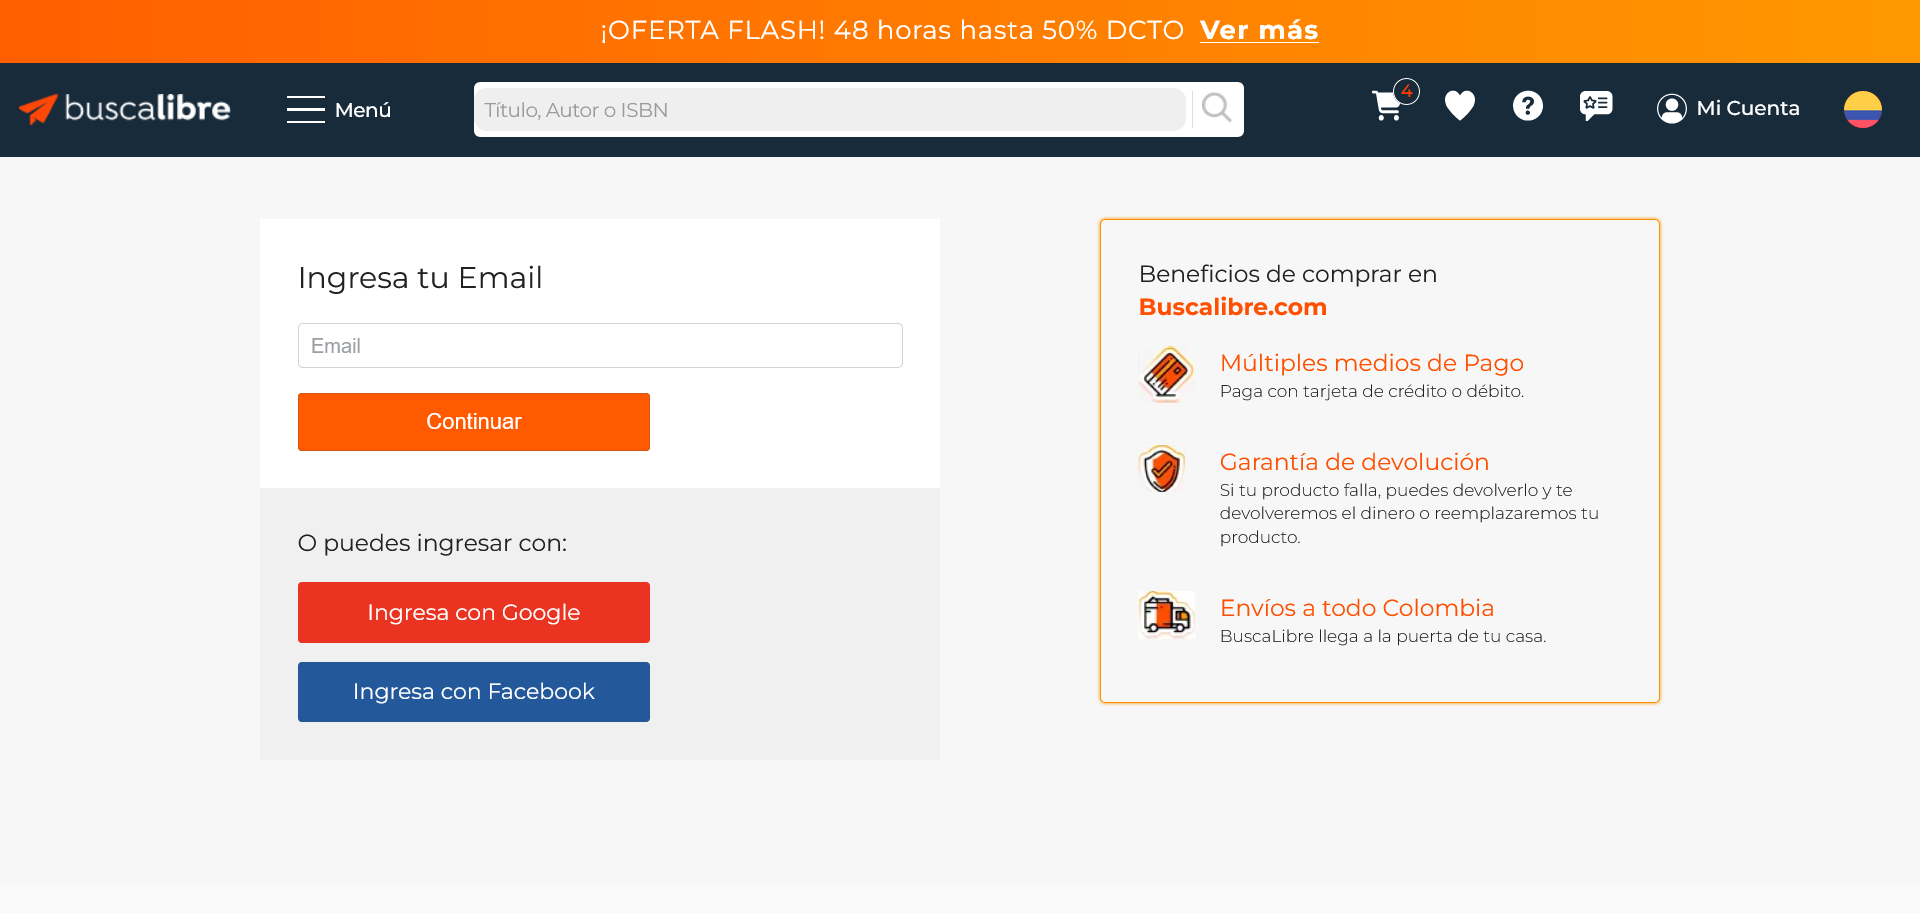 ¡OFERTA FLASH! 48 horas hasta 50% DCTO Ver más
buscalibre
Menú
Título, Autor o ISBN
4
?
Mi Cuenta
Ingresa tu Email
Email
Continuar
O puedes ingresar con:
Ingresa con Google
Ingresa con Facebook
Beneficios de comprar en
Buscalibre.com
Múltiples medios de Pago
Paga con tarjeta de crédito o débito.
Garantía de devolución
Si tu producto falla, puedes devolverlo y te
devolveremos el dinero o reemplazaremos tu
producto.
Envíos a todo Colombia
BuscaLibre llega a la puerta de tu casa.